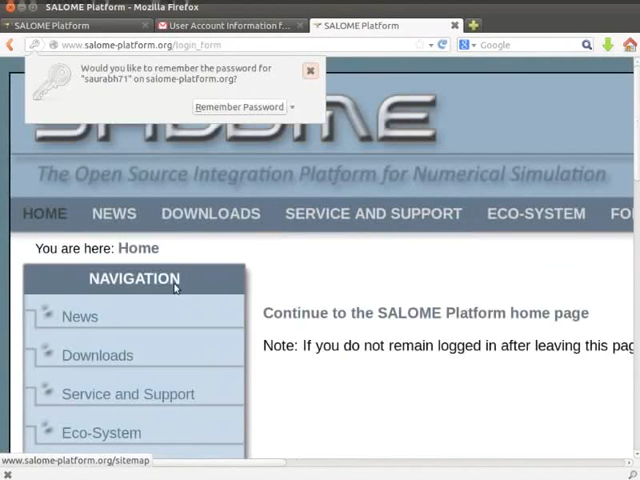 SALOME Platform - Mozilla Firefox
SALOME Platform
User Account Information f...
SALOME Platform
www.salome-platform.org/login_form
Google
Would you like to remember the password for
"saurabh71" on salome-platform.org?
Remember Password
SALOME
The Open Source Integration Platform for Numerical Simulation
HOME NEWS DOWNLOADS SERVICE AND SUPPORT ECO-SYSTEM FO
You are here: Home
NAVIGATION
News
Continue to the SALOME Platform home page
Note: If you do not remain logged in after leaving this pag
Downloads
Service and Support
Eco-System
www.salome-platform.org/sitemap